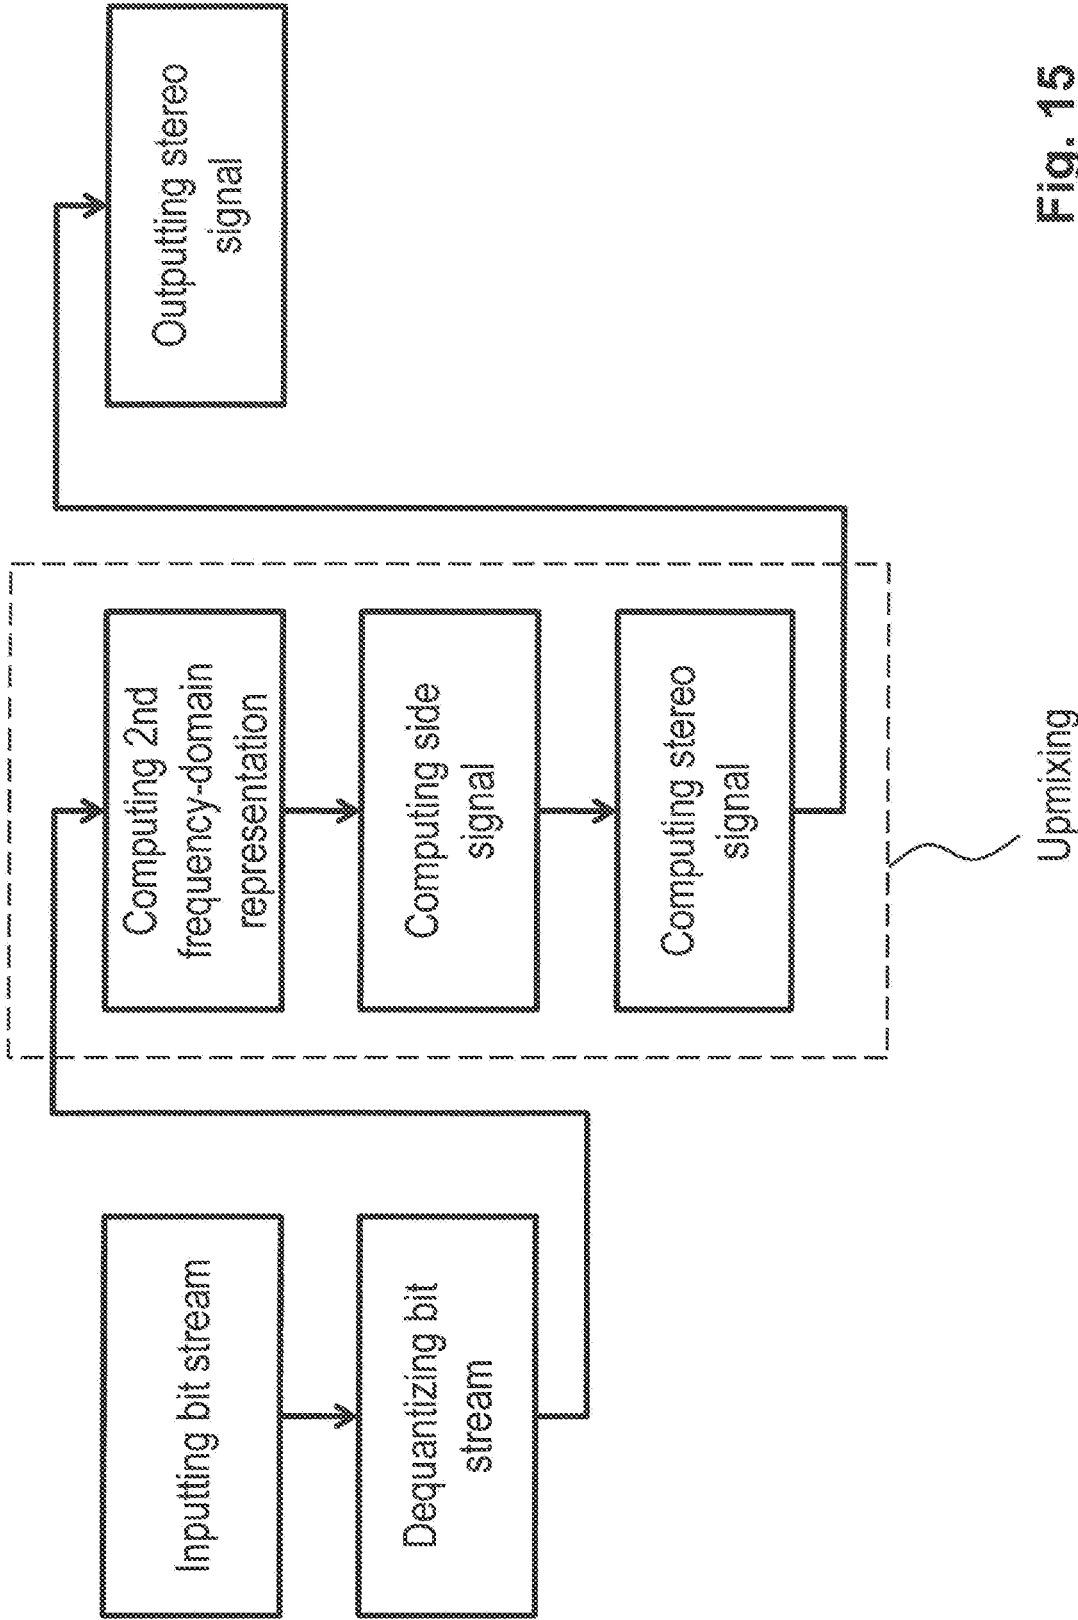 Inputting bit stream
Dequantizing bit
stream
Computing 2nd
frequency-domain
representation
Computing side
signal
Computing stereo
signal
Outputting stereo
signal
Upmixing
Fig. 15